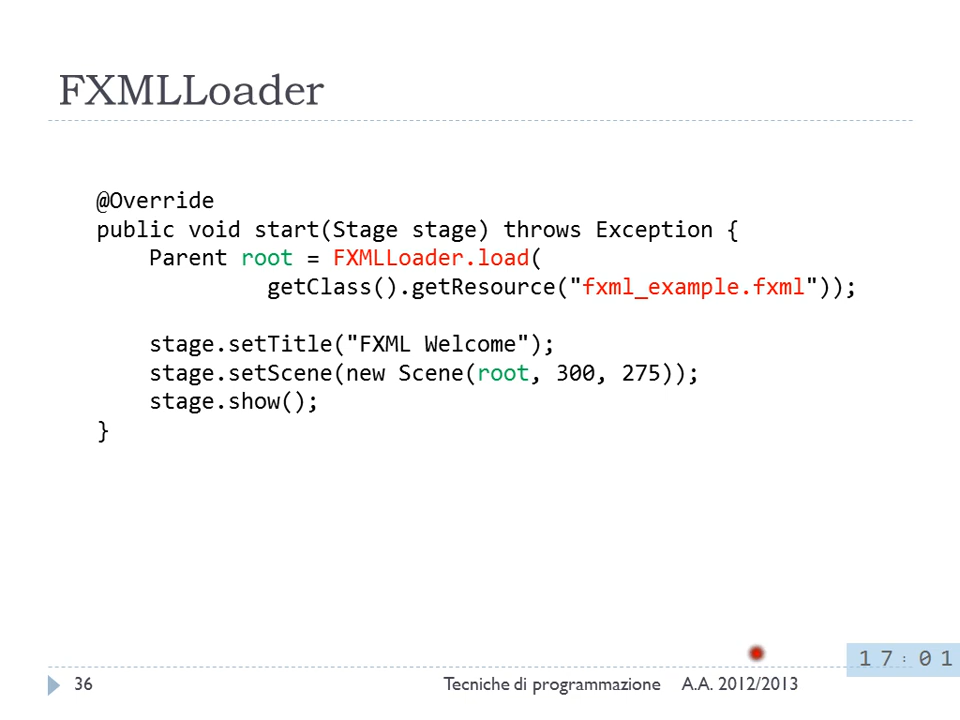 FXMLLoader
@Override
public void start(Stage stage) throws Exception {
    Parent root = FXMLLoader.load(
             getClass().getResource("fxml_example.fxml"));
    stage.setTitle("FXML Welcome");
    stage.setScene(new Scene(root, 300, 275));
    stage.show();
}
17:01
36 Tecniche di programmazione A.A. 2012/2013